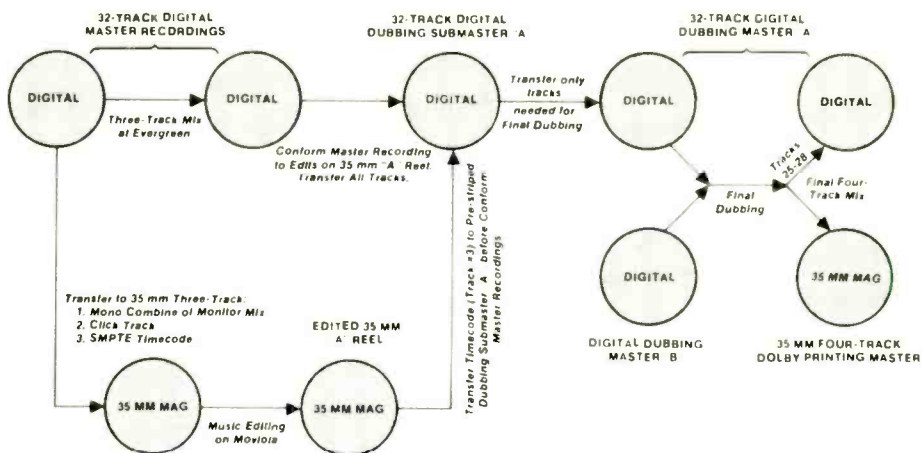 32-TRACK DIGITAL
MASTER RECORDINGS
32-TRACK DIGITAL
DUBBING SUBMASTER 'A'
32-TRACK DIGITAL
DUBBING MASTER 'A'
DIGITAL
Three-Track Mix
at Evergreen
DIGITAL
Conform Master Recording
to Edits on 35 mm "A" Reel.
Transfer All Tracks.
DIGITAL
Transfer only
tracks
needed for
Final Dubbing
DIGITAL
DIGITAL
Tracks
25-28
Final
Dubbing
Final Four-
Track Mix
DIGITAL
35 MM MAG
DIGITAL DUBBING
MASTER 'B'
35 MM FOUR-TRACK
DOLBY PRINTING MASTER
Transfer to 35 mm Three-Track:
1. Mono Combine of Monitor Mix
2. Click Track
3. SMPTE Timecode
EDITED 35 MM
'A' REEL
35 MM MAG
Music Editing
on Moviola
35 MM MAG
Transfer Timecode (Track #3) to Pre-striped
Dubbing Submaster 'A' before Conform
Master Recordings